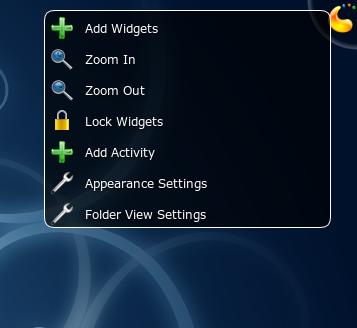 Add Widgets
Zoom In
Zoom Out
Lock Widgets
Add Activity
Appearance Settings
Folder View Settings